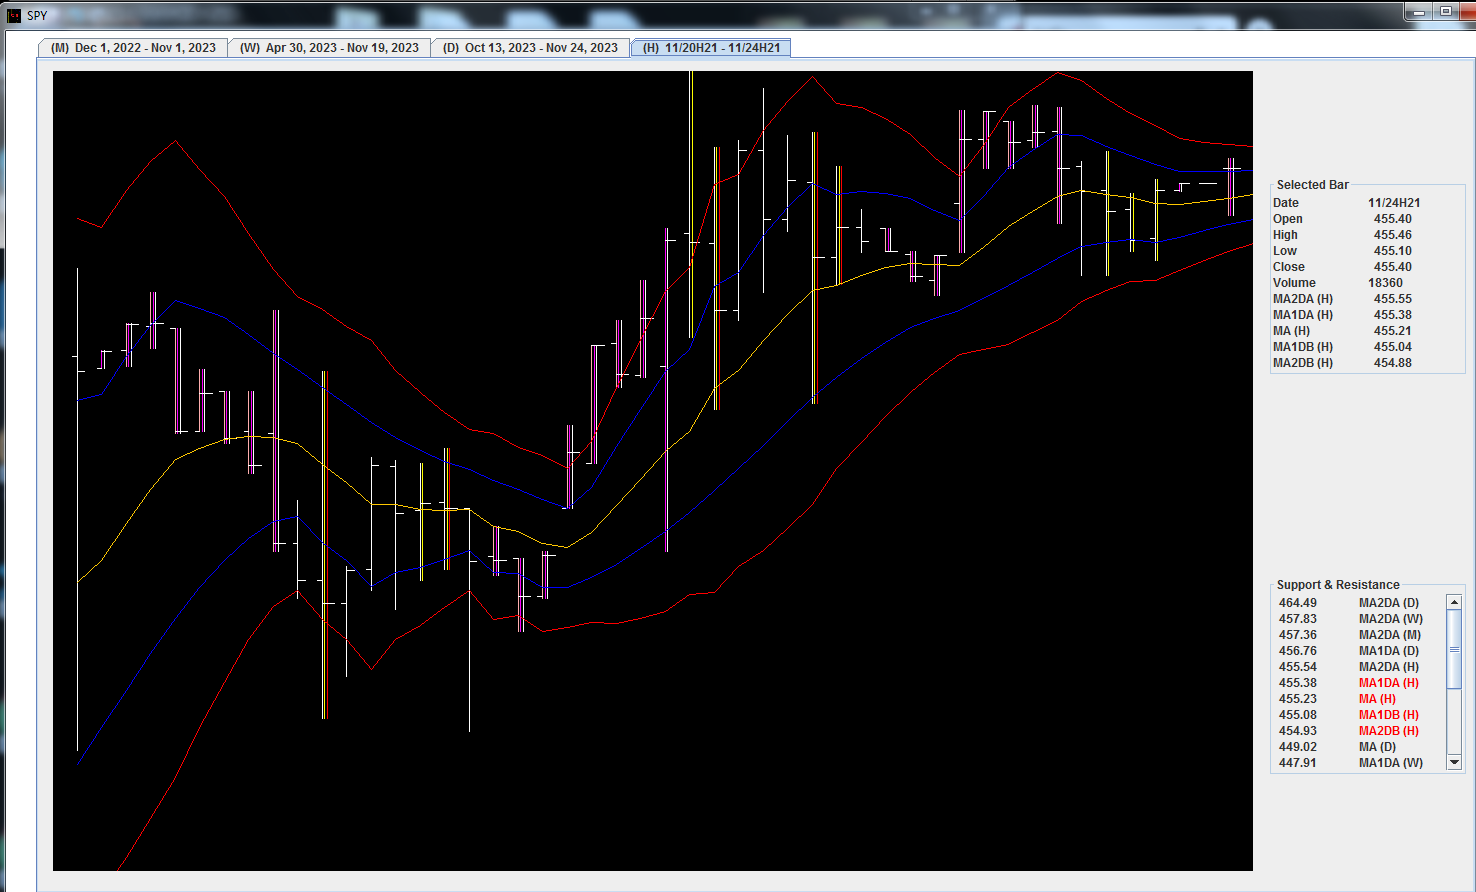 SPY
(M) Dec 1, 2022 - Nov 1, 2023 (W) Apr 30, 2023 - Nov 19, 2023 (D) Oct 13, 2023 - Nov 24, 2023 (H) 11/20H21 - 11/24H21
Selected Bar
Date 11/24H21
Open 455.40
High 455.46
Low 455.10
Close 455.40
Volume 18360
MA2DA (H) 455.55
MA1DA (H) 455.38
MA (H) 455.21
MA1DB (H) 455.04
MA2DB (H) 454.88
Support & Resistance
464.49 MA2DA (D)
457.83 MA2DA (W)
457.36 MA2DA (M)
456.76 MA1DA (D)
455.54 MA2DA (H)
455.38 MA1DA (H)
455.23 MA (H)
455.08 MA1DB (H)
454.93 MA2DB (H)
449.02 MA (D)
447.91 MA1DA (W)